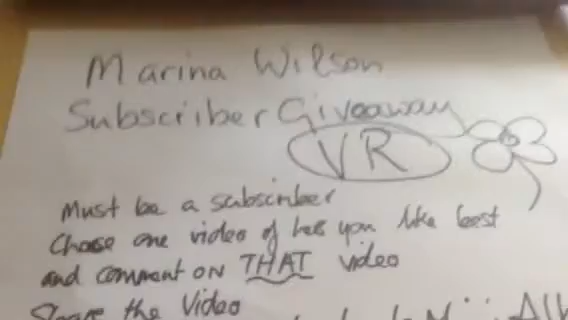 Marina Wilson
Subscriber Giveaway
VR
Must be a subscriber
Chose one video of hers you like best
and comment on THAT video
Share the Video